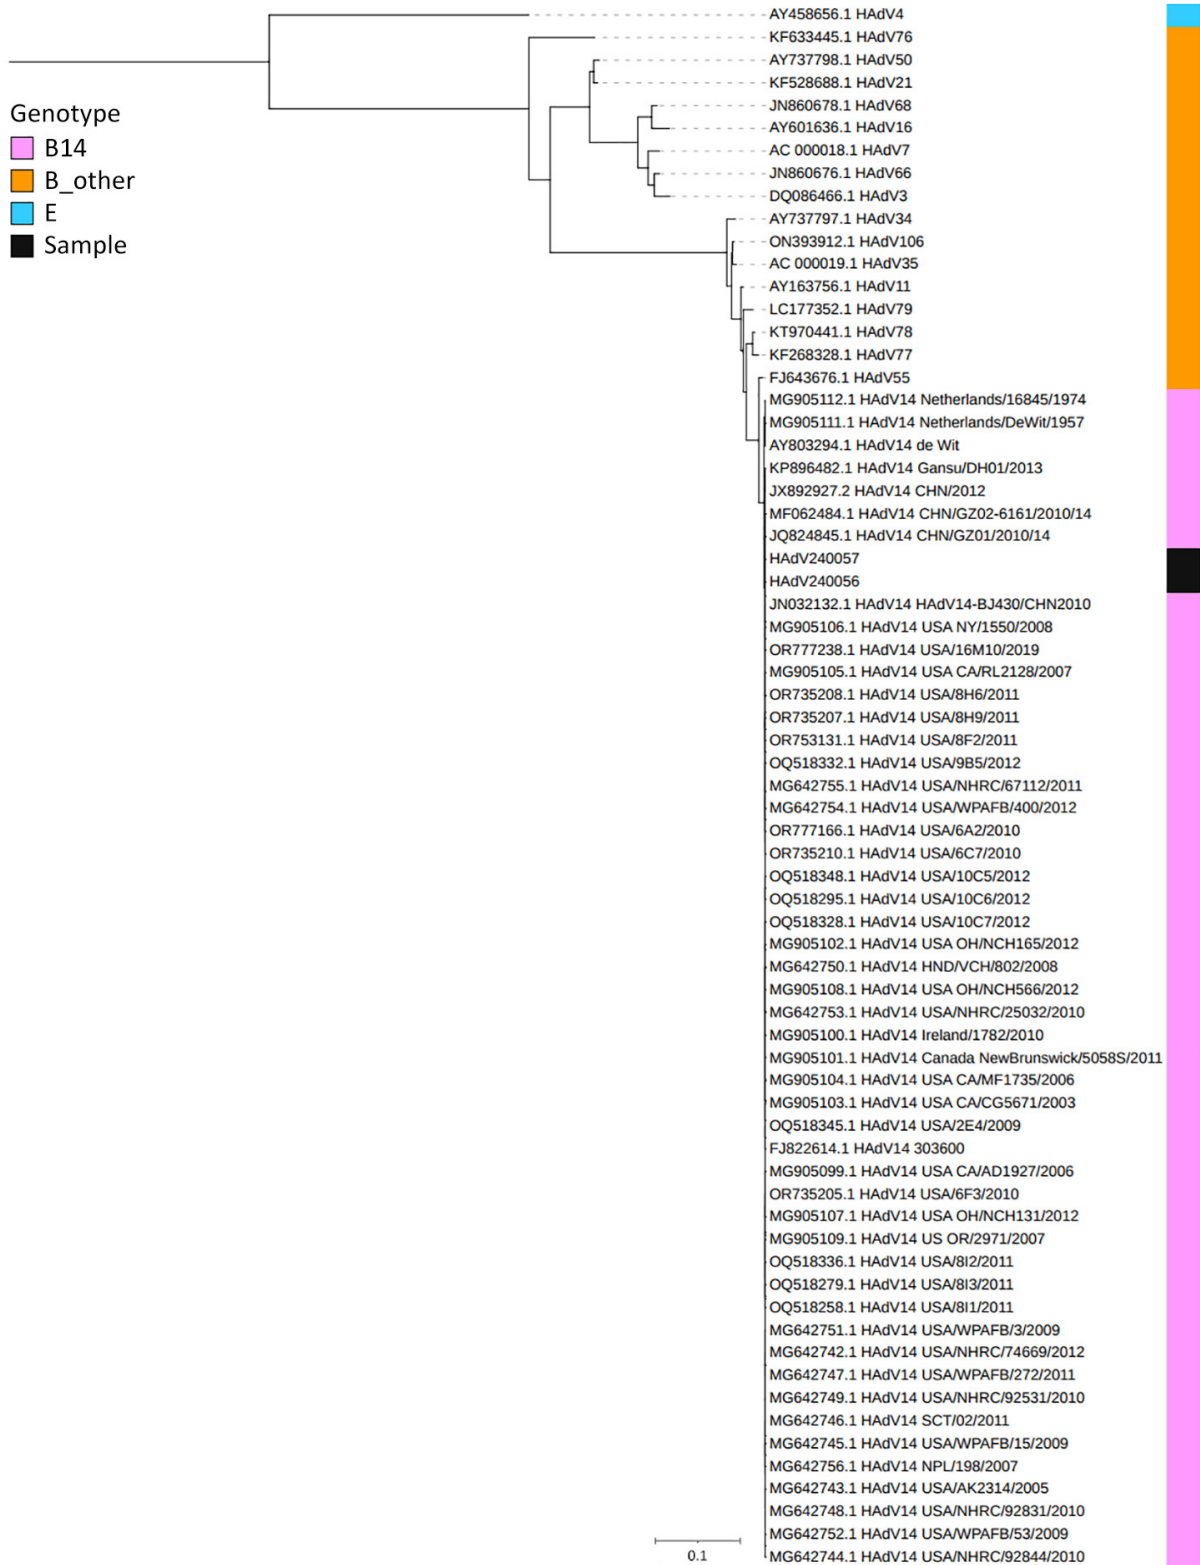 Genotype
B14
B_other
E
Sample
AY458656.1 HAdV4
KF633445.1 HAdV76
AY737798.1 HAdV50
KF528688.1 HAdV21
JN860678.1 HAdV68
AY601636.1 HAdV16
AC 000018.1 HAdV7
JN860676.1 HAdV66
DQ086466.1 HAdV3
AY737797.1 HAdV34
ON393912.1 HAdV106
AC 000019.1 HAdV35
AY163756.1 HAdV11
LC177352.1 HAdV79
KT970441.1 HAdV78
KF268328.1 HAdV77
FJ643676.1 HAdV55
MG905112.1 HAdV14 Netherlands/16845/1974
MG905111.1 HAdV14 Netherlands/DeWit/1957
AY803294.1 HAdV14 de Wit
KP896482.1 HAdV14 Gansu/DH01/2013
JX892927.2 HAdV14 CHN/2012
MF062484.1 HAdV14 CHN/GZ02-6161/2010/14
JQ824845.1 HAdV14 CHN/GZ01/2010/14
HAdV240057
HAdV240056
JN032132.1 HAdV14 HAdV14-BJ430/CHN2010
MG905106.1 HAdV14 USA NY/1550/2008
OR777238.1 HAdV14 USA/16M10/2019
MG905105.1 HAdV14 USA CA/RL2128/2007
OR735208.1 HAdV14 USA/8H6/2011
OR735207.1 HAdV14 USA/8H9/2011
OR753131.1 HAdV14 USA/8F2/2011
OQ518332.1 HAdV14 USA/9B5/2012
MG642755.1 HAdV14 USA/NHRC/67112/2011
MG642754.1 HAdV14 USA/WPAFB/400/2012
OR777166.1 HAdV14 USA/6A2/2010
OR735210.1 HAdV14 USA/6C7/2010
OQ518348.1 HAdV14 USA/10C5/2012
OQ518295.1 HAdV14 USA/10C6/2012
OQ518328.1 HAdV14 USA/10C7/2012
MG905102.1 HAdV14 USA OH/NCH165/2012
MG642750.1 HAdV14 HND/VCH/802/2008
MG905108.1 HAdV14 USA OH/NCH566/2012
MG642753.1 HAdV14 USA/NHRC/25032/2010
MG905100.1 HAdV14 Ireland/1782/2010
MG905101.1 HAdV14 Canada NewBrunswick/5058S/2011
MG905104.1 HAdV14 USA CA/MF1735/2006
MG905103.1 HAdV14 USA CA/CG5671/2003
OQ518345.1 HAdV14 USA/2E4/2009
FJ822614.1 HAdV14 303600
MG905099.1 HAdV14 USA CA/AD1927/2006
OR735205.1 HAdV14 USA/6F3/2010
MG905107.1 HAdV14 USA OH/NCH131/2012
MG905109.1 HAdV14 US OR/2971/2007
OQ518336.1 HAdV14 USA/8I2/2011
OQ518279.1 HAdV14 USA/8I3/2011
OQ518258.1 HAdV14 USA/8I1/2011
MG642751.1 HAdV14 USA/WPAFB/3/2009
MG642742.1 HAdV14 USA/NHRC/74669/2012
MG642747.1 HAdV14 USA/WPAFB/272/2011
MG642749.1 HAdV14 USA/NHRC/92531/2010
MG642746.1 HAdV14 SCT/02/2011
MG642745.1 HAdV14 USA/WPAFB/15/2009
MG642756.1 HAdV14 NPL/198/2007
MG642743.1 HAdV14 USA/AK2314/2005
MG642748.1 HAdV14 USA/NHRC/92831/2010
MG642752.1 HAdV14 USA/WPAFB/53/2009
MG642744.1 HAdV14 USA/NHRC/92844/2010
0.1